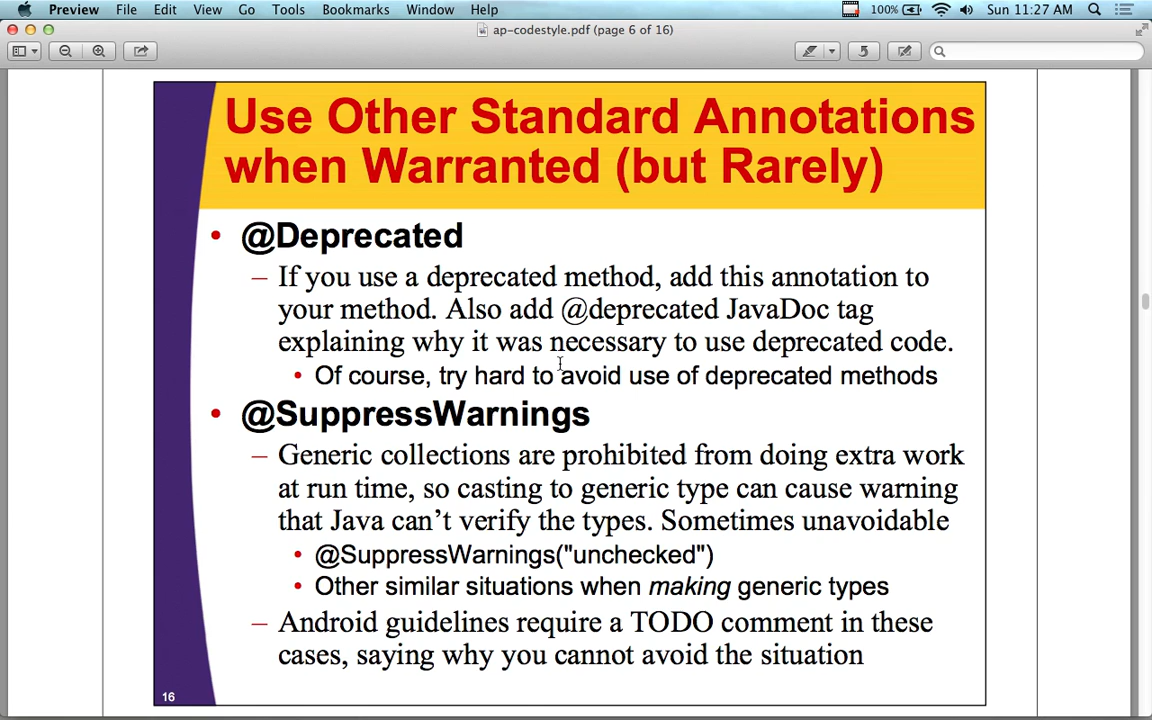 Preview File Edit View Go Tools Bookmarks Window Help 100% Sun 11:27 AM
ap-codestyle.pdf (page 6 of 16)
Use Other Standard Annotations
when Warranted (but Rarely)
• @Deprecated
– If you use a deprecated method, add this annotation to
your method. Also add @deprecated JavaDoc tag
explaining why it was necessary to use deprecated code.
• Of course, try hard to avoid use of deprecated methods
• @SuppressWarnings
– Generic collections are prohibited from doing extra work
at run time, so casting to generic type can cause warning
that Java can’t verify the types. Sometimes unavoidable
• @SuppressWarnings("unchecked")
• Other similar situations when making generic types
– Android guidelines require a TODO comment in these
cases, saying why you cannot avoid the situation
16